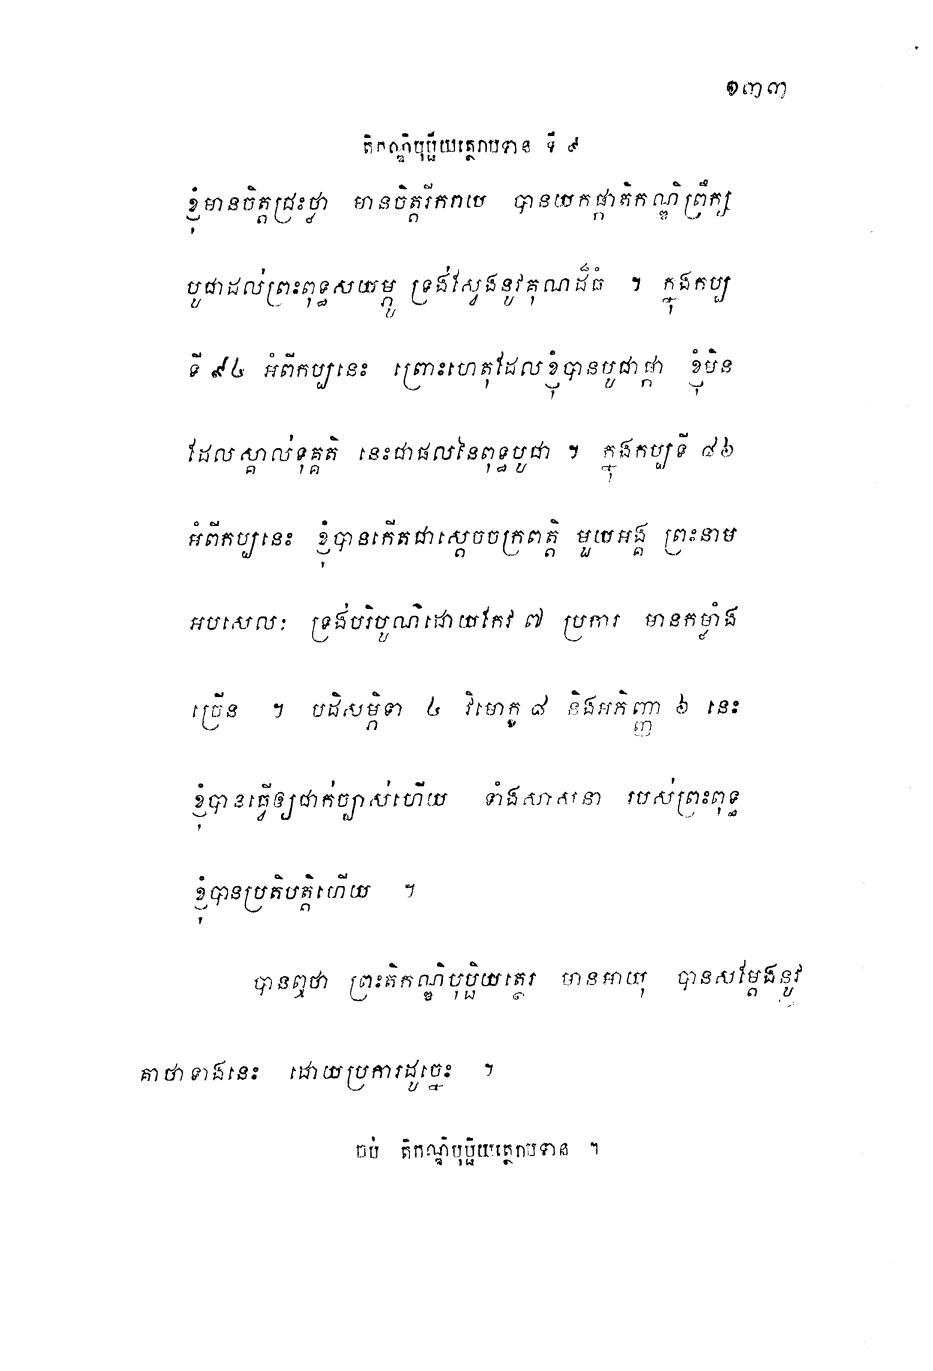 ១៣៣
តិកណ្ឌិបុប្ផិយត្ថេរាបទាន ទី ៩
ខ្ញុំមានចិត្តជ្រះថ្លា មានចិត្តរីករាយ បានយកផ្កាតិកណ្ឌិព្រឹក្ស
បូជាដល់ព្រះពុទ្ធសយម្ភូ ទ្រង់ស្វែងនូវគុណដ៏ធំ ។ ក្នុងកប្ប
ទី ៩៤ អំពីកប្បនេះ ព្រោះហេតុដែលខ្ញុំបានបូជាផ្កា ខ្ញុំមិន
ដែលស្គាល់ទុគ្គតិ នេះជាផលនៃពុទ្ធបូជា ។ ក្នុងកប្បទី ៨៦
អំពីកប្បនេះ ខ្ញុំបានកើតជាស្តេចចក្រពត្តិ មួយអង្គ ព្រះនាម
អបសេលៈ ទ្រង់បរិបូណ៌ដោយកែវ ៧ ប្រការ មានកម្លាំង
ច្រើន ។ បដិសម្ភិទា ៤ វិមោក្ខ ៨ និងអភិញ្ញា ៦ នេះ
ខ្ញុំបានធ្វើឲ្យជាក់ច្បាស់ហើយ ទាំងសាសនា របស់ព្រះពុទ្ធ
ខ្ញុំបានប្រតិបត្តិហើយ ។
បានឮថា ព្រះតិកណ្ឌិបុប្ផិយត្ថេរ មានអាយុ បានសម្តែងនូវ
គាថាទាំងនេះ ដោយប្រការដូច្នេះ ។
ចប់ តិកណ្ឌិបុប្ផិយត្ថេរាបទាន ។